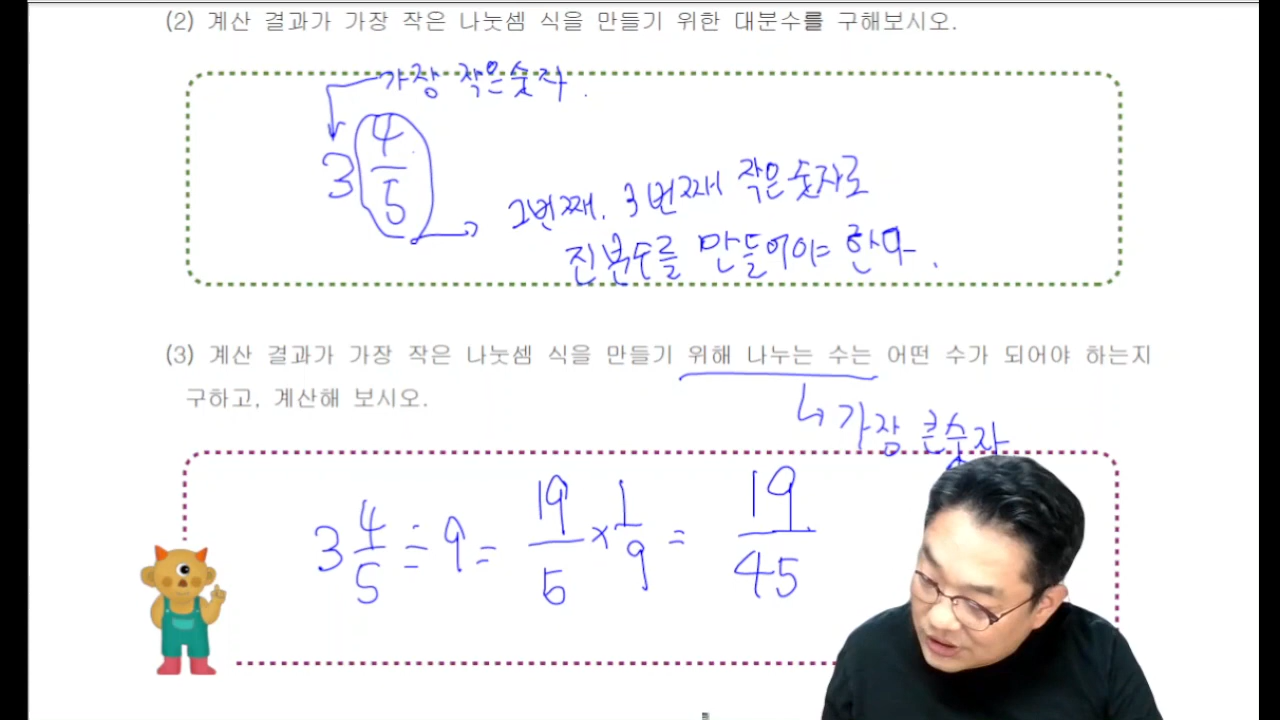 (2) 계산 결과가 가장 작은 나눗셈 식을 만들기 위한 대분수를 구해보시오.
가장 작은 숫자.
3 4/5
2번째, 3번째 작은 숫자로
진분수를 만들어야 한다.
(3) 계산 결과가 가장 작은 나눗셈 식을 만들기 위해 나누는 수는 어떤 수가 되어야 하는지
구하고, 계산해 보시오.
가장 큰 숫자
3 4/5 ÷ 9 = 19/5 × 1/9 = 19/45